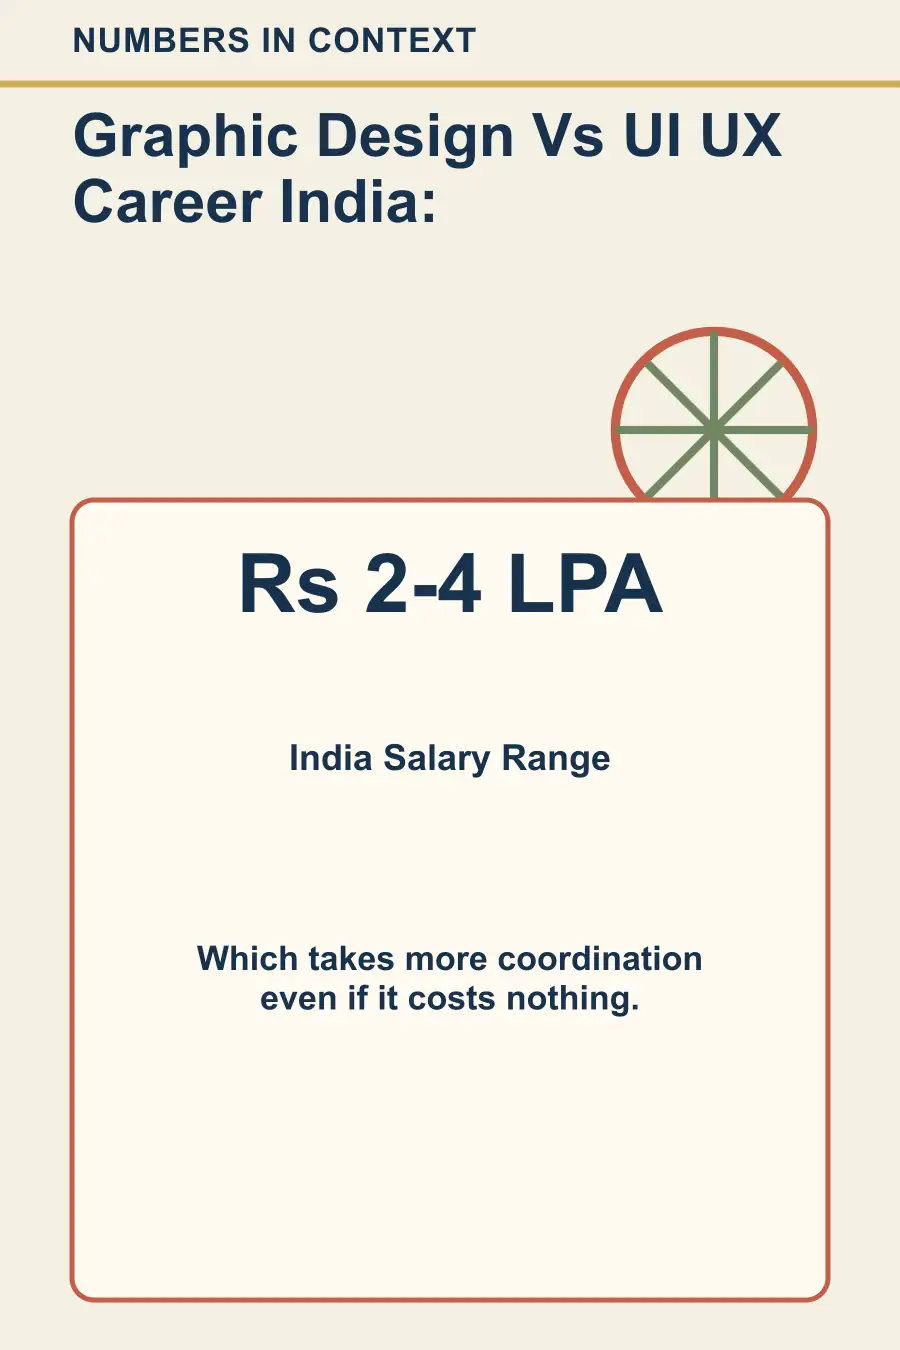 NUMBERS IN CONTEXT
Graphic Design Vs UI UX
Career India:
Rs 2-4 LPA
India Salary Range
Which takes more coordination
even if it costs nothing.